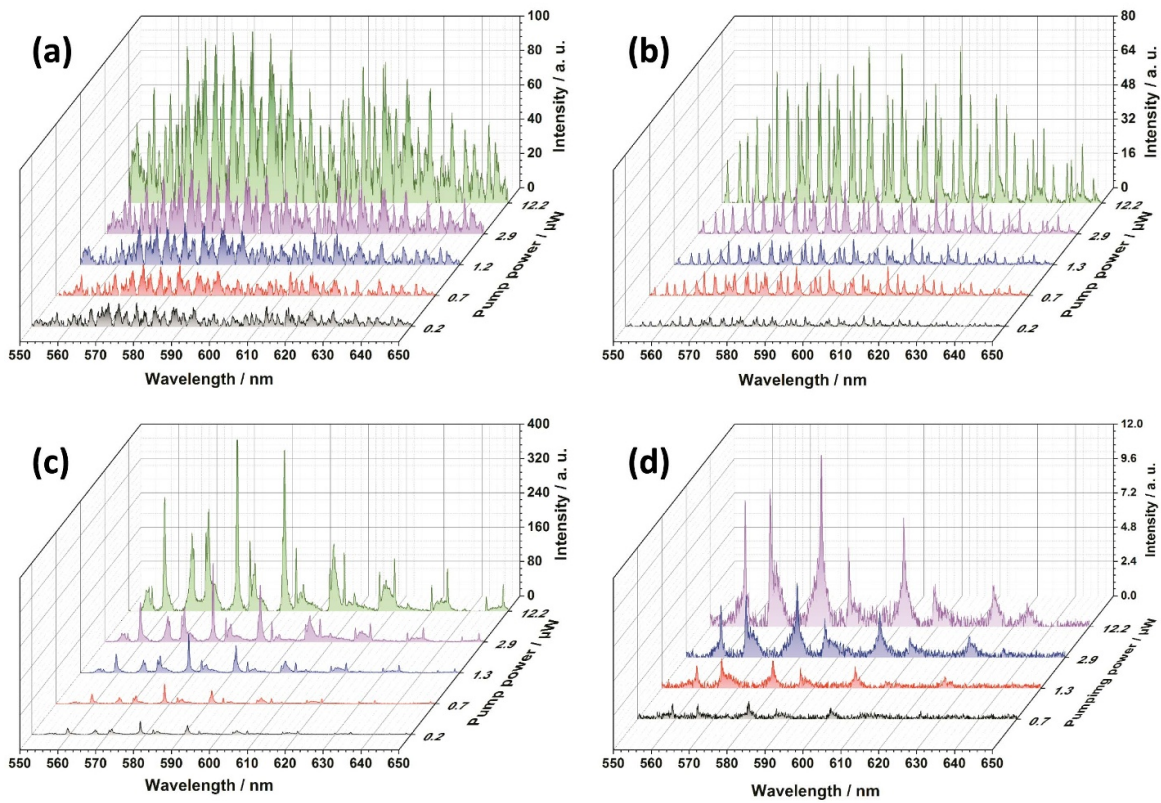 (a)
100
80
60
40
20
0
Intensity / a. u.
12.2
2.9
1.2
0.7
0.2
Pump power / µW
550 560 570 580 590 600 610 620 630 640 650
Wavelength / nm
(b)
80
64
48
32
16
0
Intensity / a. u.
12.2
2.9
1.3
0.7
0.2
Pump power / µW
550 560 570 580 590 600 610 620 630 640 650
Wavelength / nm
(c)
400
320
240
160
80
0
Intensity / a. u.
12.2
2.9
1.3
0.7
0.2
Pump power / µW
550 560 570 580 590 600 610 620 630 640 650
Wavelength / nm
(d)
12.0
9.6
7.2
4.8
2.4
0.0
Intensity / a. u.
12.2
2.9
1.3
0.7
Pumpimg power / µW
550 560 570 580 590 600 610 620 630 640 650
Wavelength / nm